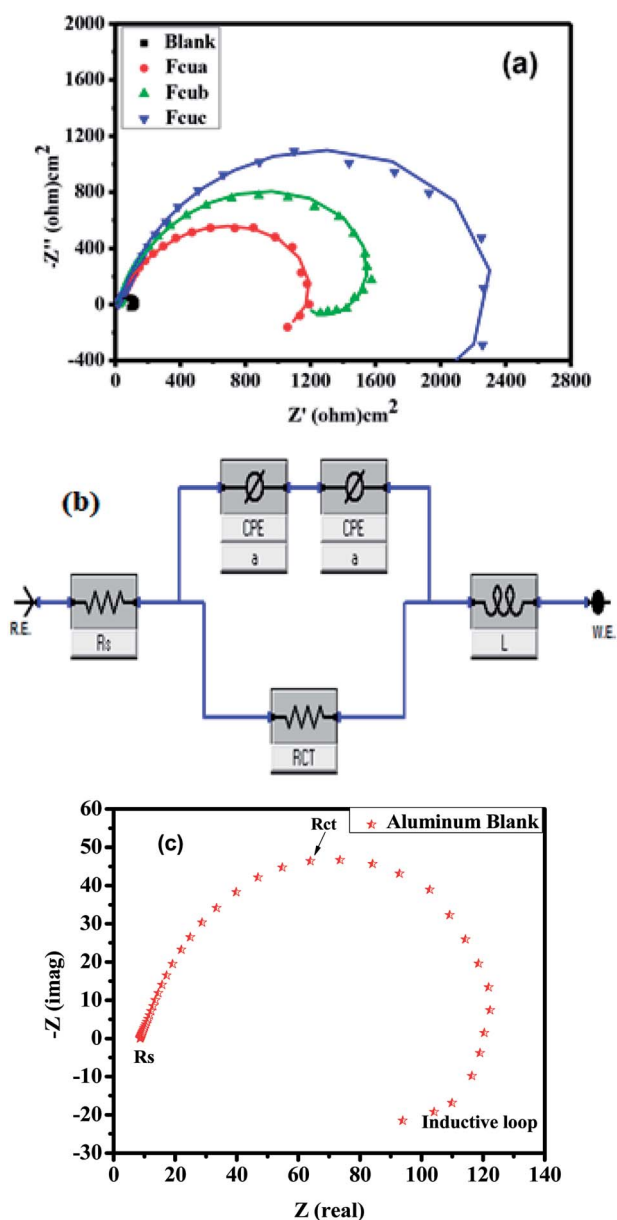 2000
1600
1200
800
400
0
-400
-Z" (ohm)cm2
Blank
Fcua
Fcub
Fcuc
(a)
0 400 800 1200 1600 2000 2400 2800
Z' (ohm)cm2
(b)
CPE CPE
a a
R.E.
Rs
L
W.E.
RCT
60
50
40
30
20
10
0
-10
-20
-30
-Z (imag)
(c)
Rct
Aluminum Blank
Rs
Inductive loop
0 20 40 60 80 100 120 140
Z (real)